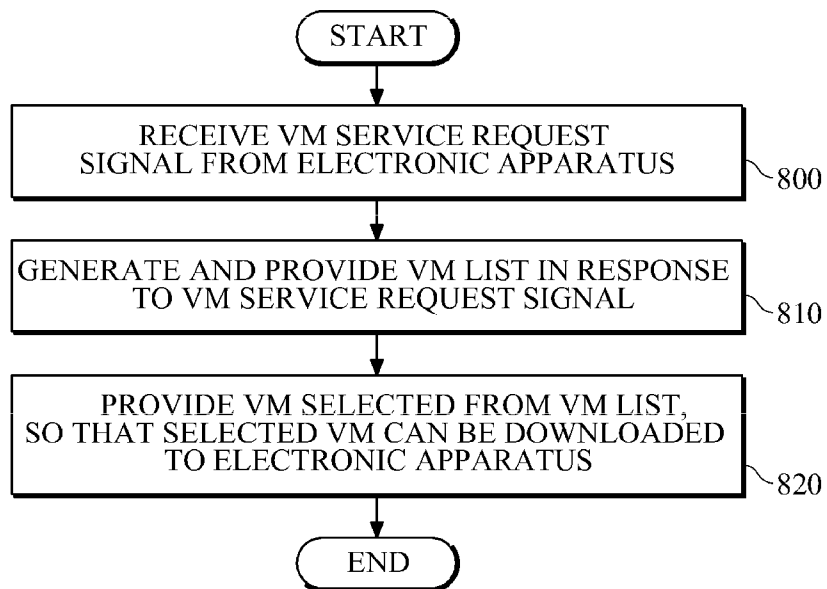 START
RECEIVE VM SERVICE REQUEST
SIGNAL FROM ELECTRONIC APPARATUS
800
GENERATE AND PROVIDE VM LIST IN RESPONSE
TO VM SERVICE REQUEST SIGNAL
810
PROVIDE VM SELECTED FROM VM LIST,
SO THAT SELECTED VM CAN BE DOWNLOADED
TO ELECTRONIC APPARATUS
820
END